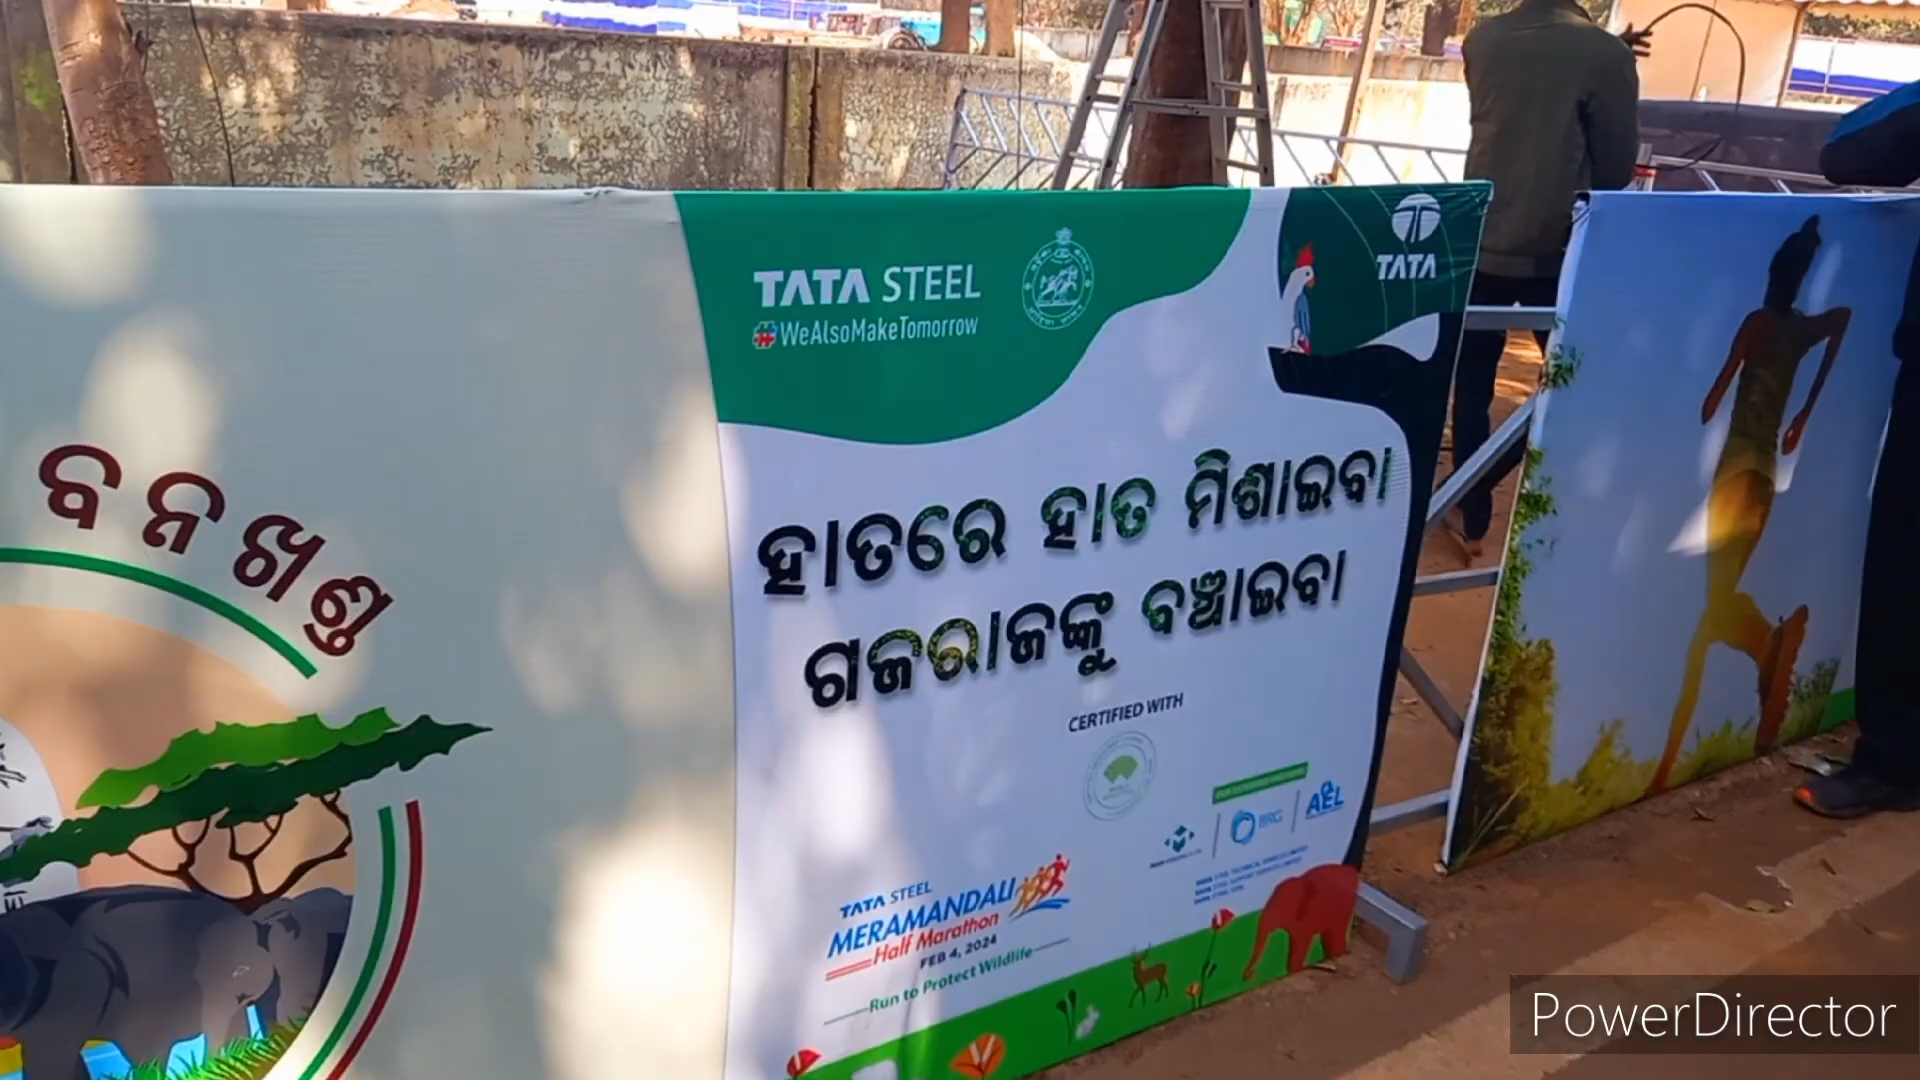 ବନଖଣ୍ଡ
TATA STEEL
#WeAlsoMakeTomorrow
TATA
ହାତରେ ହାତ ମିଶାଇବା
ଗଜରାଜଙ୍କୁ ବଞ୍ଚାଇବା
CERTIFIED WITH
BRG
AEL
TATA STEEL
MERAMANDALI
Half Marathon
FEB 4, 2024
Run to Protect Wildlife
PowerDirector